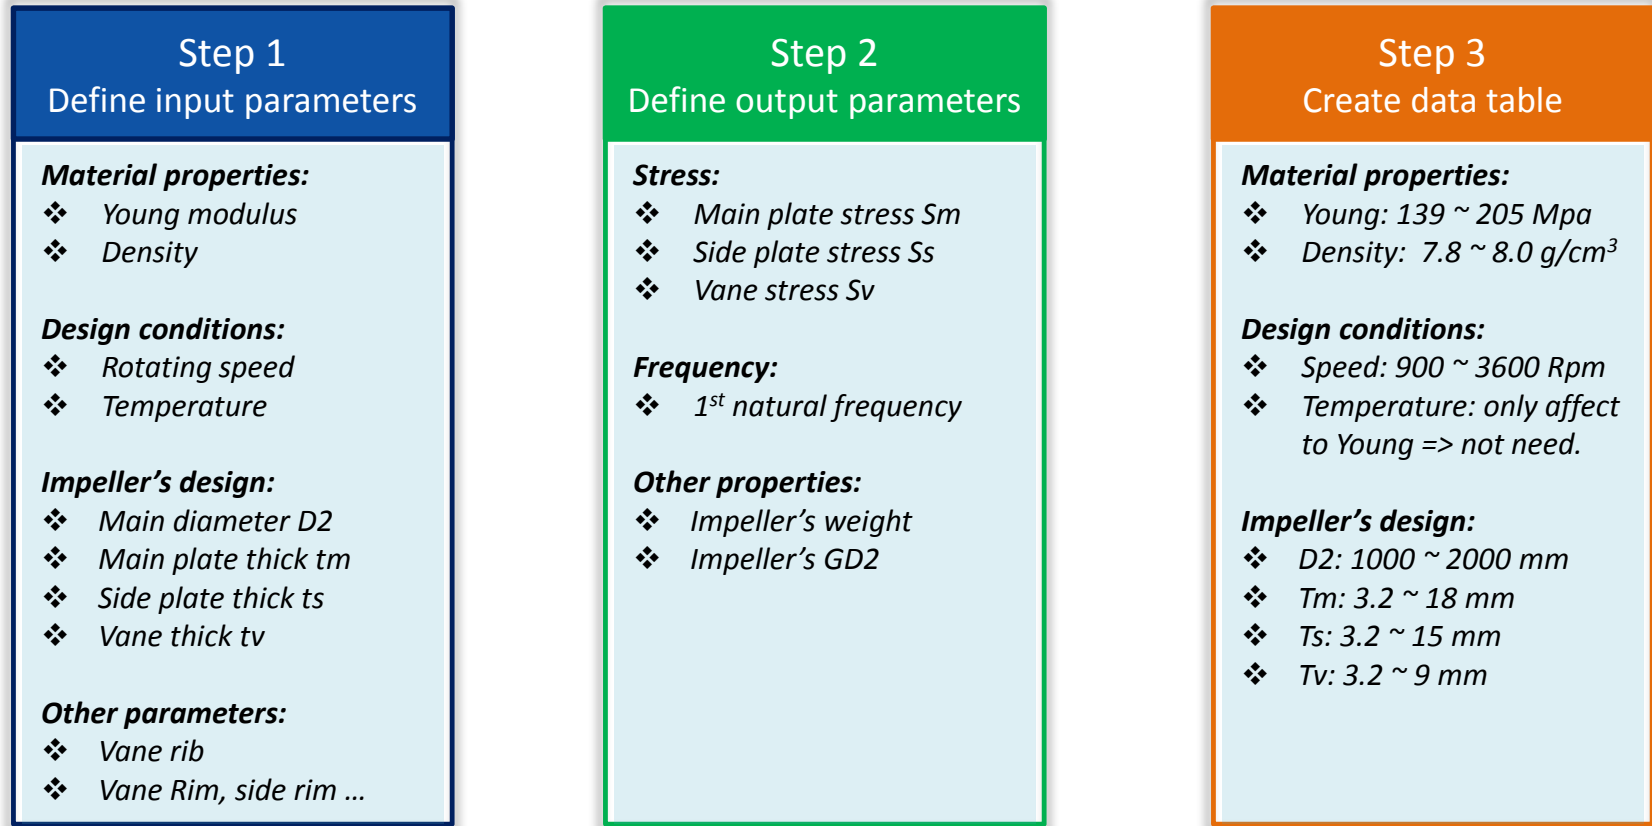 Step 1
Define input parameters
Material properties:
❖ Young modulus
❖ Density
Design conditions:
❖ Rotating speed
❖ Temperature
Impeller’s design:
❖ Main diameter D2
❖ Main plate thick tm
❖ Side plate thick ts
❖ Vane thick tv
Other parameters:
❖ Vane rib
❖ Vane Rim, side rim …
Step 2
Define output parameters
Stress:
❖ Main plate stress Sm
❖ Side plate stress Ss
❖ Vane stress Sv
Frequency:
❖ 1st natural frequency
Other properties:
❖ Impeller’s weight
❖ Impeller’s GD2
Step 3
Create data table
Material properties:
❖ Young: 139 ~ 205 Mpa
❖ Density: 7.8 ~ 8.0 g/cm3
Design conditions:
❖ Speed: 900 ~ 3600 Rpm
❖ Temperature: only affect
to Young => not need.
Impeller’s design:
❖ D2: 1000 ~ 2000 mm
❖ Tm: 3.2 ~ 18 mm
❖ Ts: 3.2 ~ 15 mm
❖ Tv: 3.2 ~ 9 mm